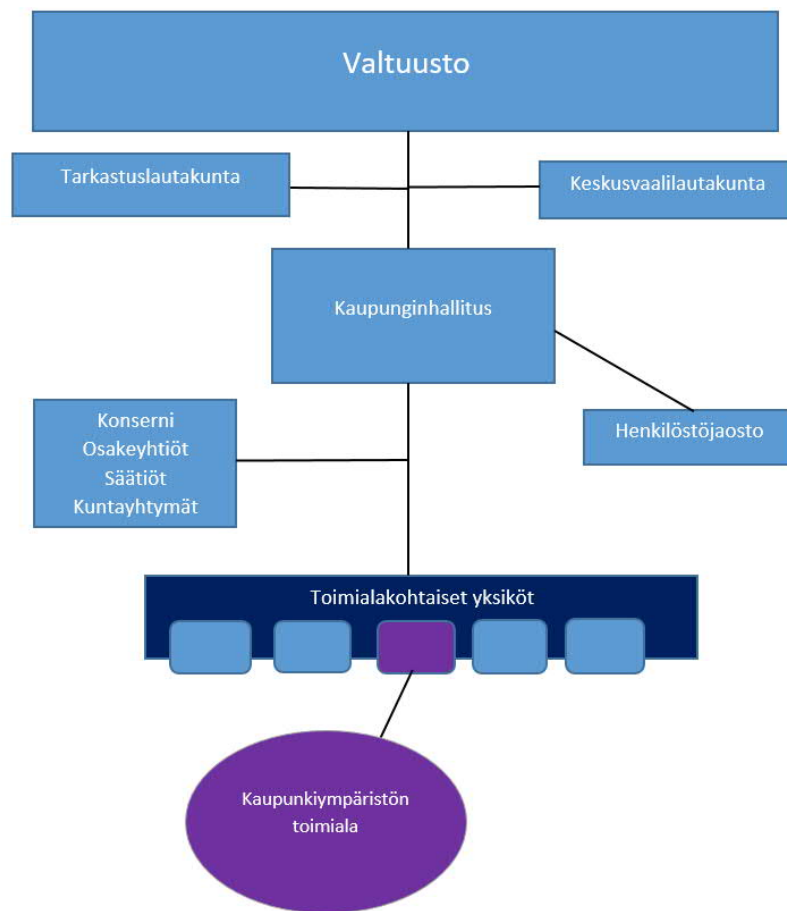 Valtuusto
Tarkastuslautakunta
Keskusvaalilautakunta
Kaupunginhallitus
Konserni
Osakeyhtiöt
Säätiöt
Kuntayhtymät
Henkilöstöjaosto
Toimialakohtaiset yksiköt
Kaupunkiympäristön
toimiala